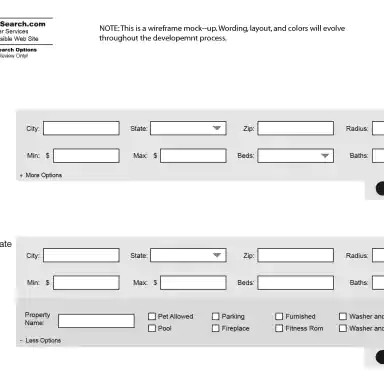 Search.com
er Services
sible Web Site
earch Options
Review Only!
NOTE: This is a wireframe mock--up. Wording, layout, and colors will evolve
throughout the developemnt process.
City: State: Zip: Radius:
Min: $ Max: $ Beds: Baths:
+ More Options
ate
City: State: Zip: Radius:
Min: $ Max: $ Beds: Baths:
Property
Name:
Pet Allowed Parking Furnished Washer and
Pool Fireplace Fitness Rom Washer and
- Less Options